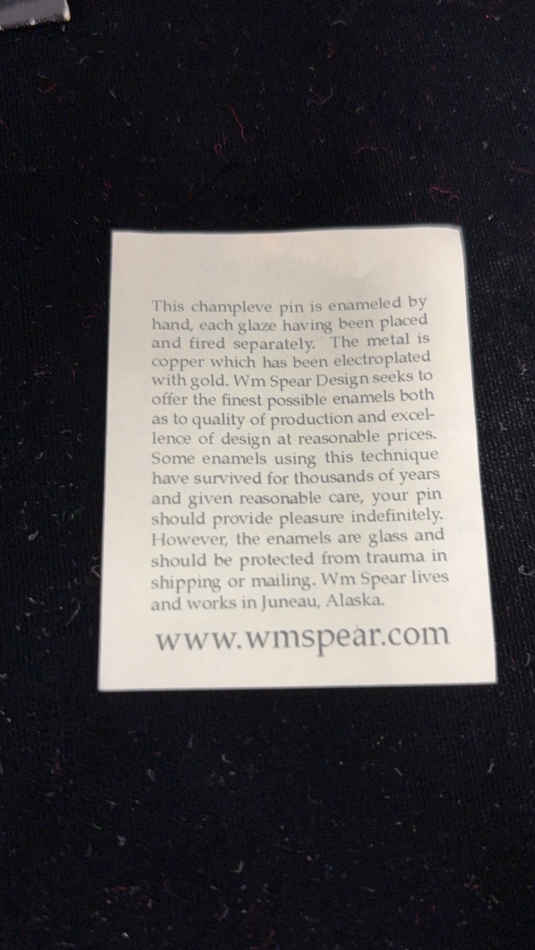 This champleve pin is enameled by
hand, each glaze having been placed
and fired separately. The metal is
copper which has been electroplated
with gold. Wm Spear Design seeks to
offer the finest possible enamels both
as to quality of production and excel-
lence of design at reasonable prices.
Some enamels using this technique
have survived for thousands of years
and given reasonable care, your pin
should provide pleasure indefinitely.
However, the enamels are glass and
should be protected from trauma in
shipping or mailing. Wm Spear lives
and works in Juneau, Alaska.
www.wmspear.com